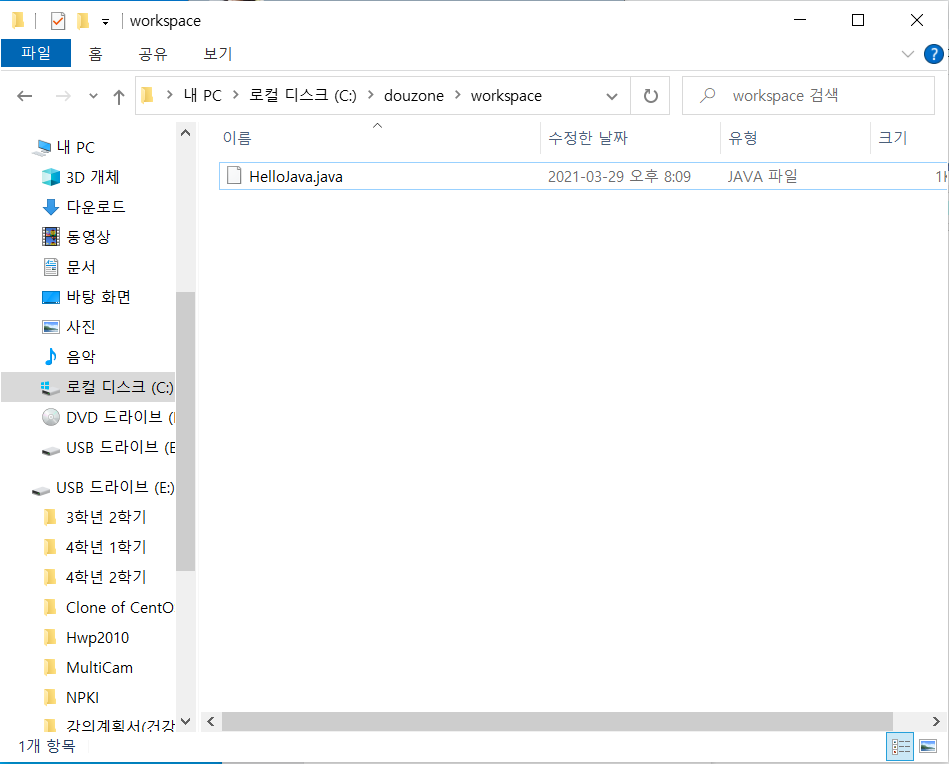 workspace
파일 홈 공유 보기
내 PC 로컬 디스크 (C:) douzone workspace
workspace 검색
이름 수정한 날짜 유형 크기
HelloJava.java 2021-03-29 오후 8:09 JAVA 파일
내 PC
3D 개체
다운로드
동영상
문서
바탕 화면
사진
음악
로컬 디스크 (C:)
DVD 드라이브 (
USB 드라이브 (E
USB 드라이브 (E:)
3학년 2학기
4학년 1학기
4학년 2학기
Clone of CentO
Hwp2010
MultiCam
NPKI
강의계획서(건강
1개 항목